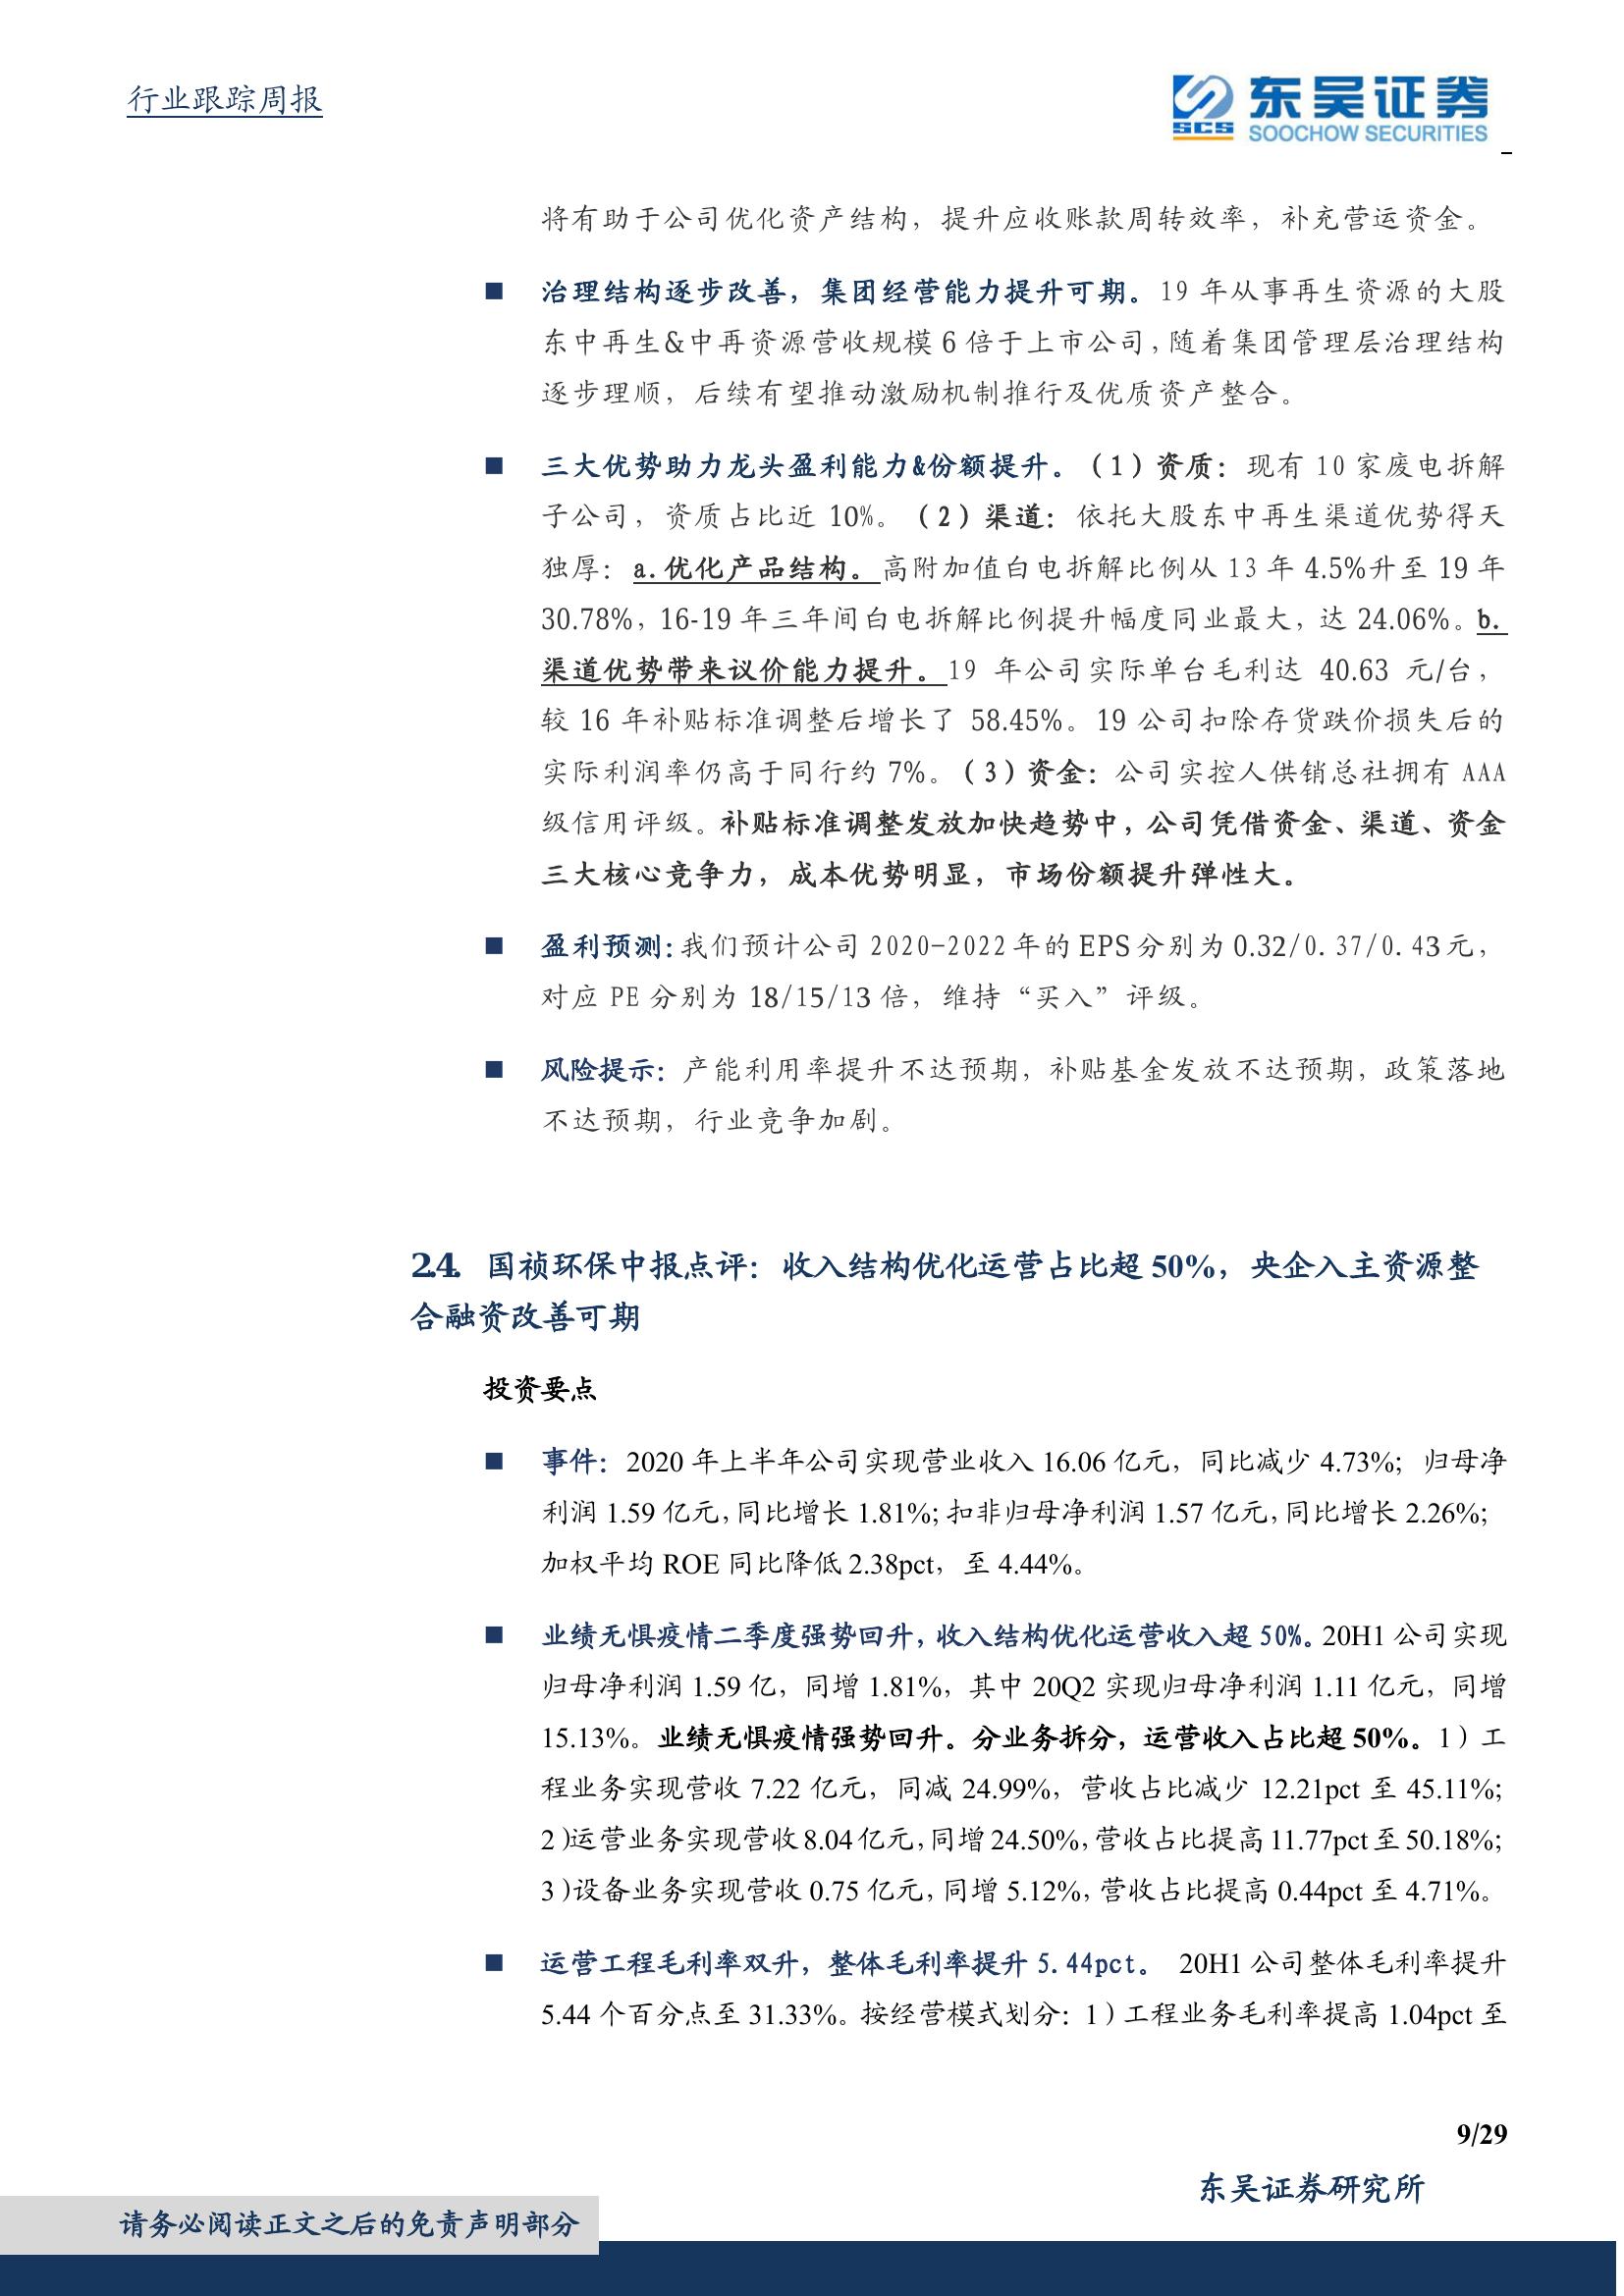 行业跟踪周报
SCS
东吴证券
SOOCHOW SECURITIES
将有助于公司优化资产结构，提升应收账款周转效率，补充营运资金。
■ 治理结构逐步改善，集团经营能力提升可期。19 年从事再生资源的大股
东中再生&中再资源营收规模 6 倍于上市公司，随着集团管理层治理结构
逐步理顺，后续有望推动激励机制推行及优质资产整合。
■ 三大优势助力龙头盈利能力&份额提升。（1）资质：现有 10 家废电拆解
子公司，资质占比近 10%。（2）渠道：依托大股东中再生渠道优势得天
独厚：a.优化产品结构。高附加值白电拆解比例从 13 年 4.5%升至 19 年
30.78%，16-19 年三年间白电拆解比例提升幅度同业最大，达 24.06%。b.
渠道优势带来议价能力提升。19 年公司实际单台毛利达 40.63 元/台，
较 16 年补贴标准调整后增长了 58.45%。19 公司扣除存货跌价损失后的
实际利润率仍高于同行约 7%。（3）资金：公司实控人供销总社拥有 AAA
级信用评级。补贴标准调整发放加快趋势中，公司凭借资金、渠道、资金
三大核心竞争力，成本优势明显，市场份额提升弹性大。
■ 盈利预测：我们预计公司 2020-2022 年的 EPS 分别为 0.32/0.37/0.43 元，
对应 PE 分别为 18/15/13 倍，维持“买入”评级。
■ 风险提示：产能利用率提升不达预期，补贴基金发放不达预期，政策落地
不达预期，行业竞争加剧。
2.4. 国祯环保中报点评：收入结构优化运营占比超 50%，央企入主资源整
合融资改善可期
投资要点
■ 事件：2020 年上半年公司实现营业收入 16.06 亿元，同比减少 4.73%；归母净
利润 1.59 亿元，同比增长 1.81%；扣非归母净利润 1.57 亿元，同比增长 2.26%；
加权平均 ROE 同比降低 2.38pct，至 4.44%。
■ 业绩无惧疫情二季度强势回升，收入结构优化运营收入超 50%。20H1 公司实现
归母净利润 1.59 亿，同增 1.81%，其中 20Q2 实现归母净利润 1.11 亿元，同增
15.13%。业绩无惧疫情强势回升。分业务拆分，运营收入占比超 50%。1）工
程业务实现营收 7.22 亿元，同减 24.99%，营收占比减少 12.21pct 至 45.11%；
2）运营业务实现营收 8.04 亿元，同增 24.50%，营收占比提高 11.77pct 至 50.18%；
3）设备业务实现营收 0.75 亿元，同增 5.12%，营收占比提高 0.44pct 至 4.71%。
■ 运营工程毛利率双升，整体毛利率提升 5.44pct。 20H1 公司整体毛利率提升
5.44 个百分点至 31.33%。按经营模式划分：1）工程业务毛利率提高 1.04pct 至
9/29
东吴证券研究所
请务必阅读正文之后的免责声明部分